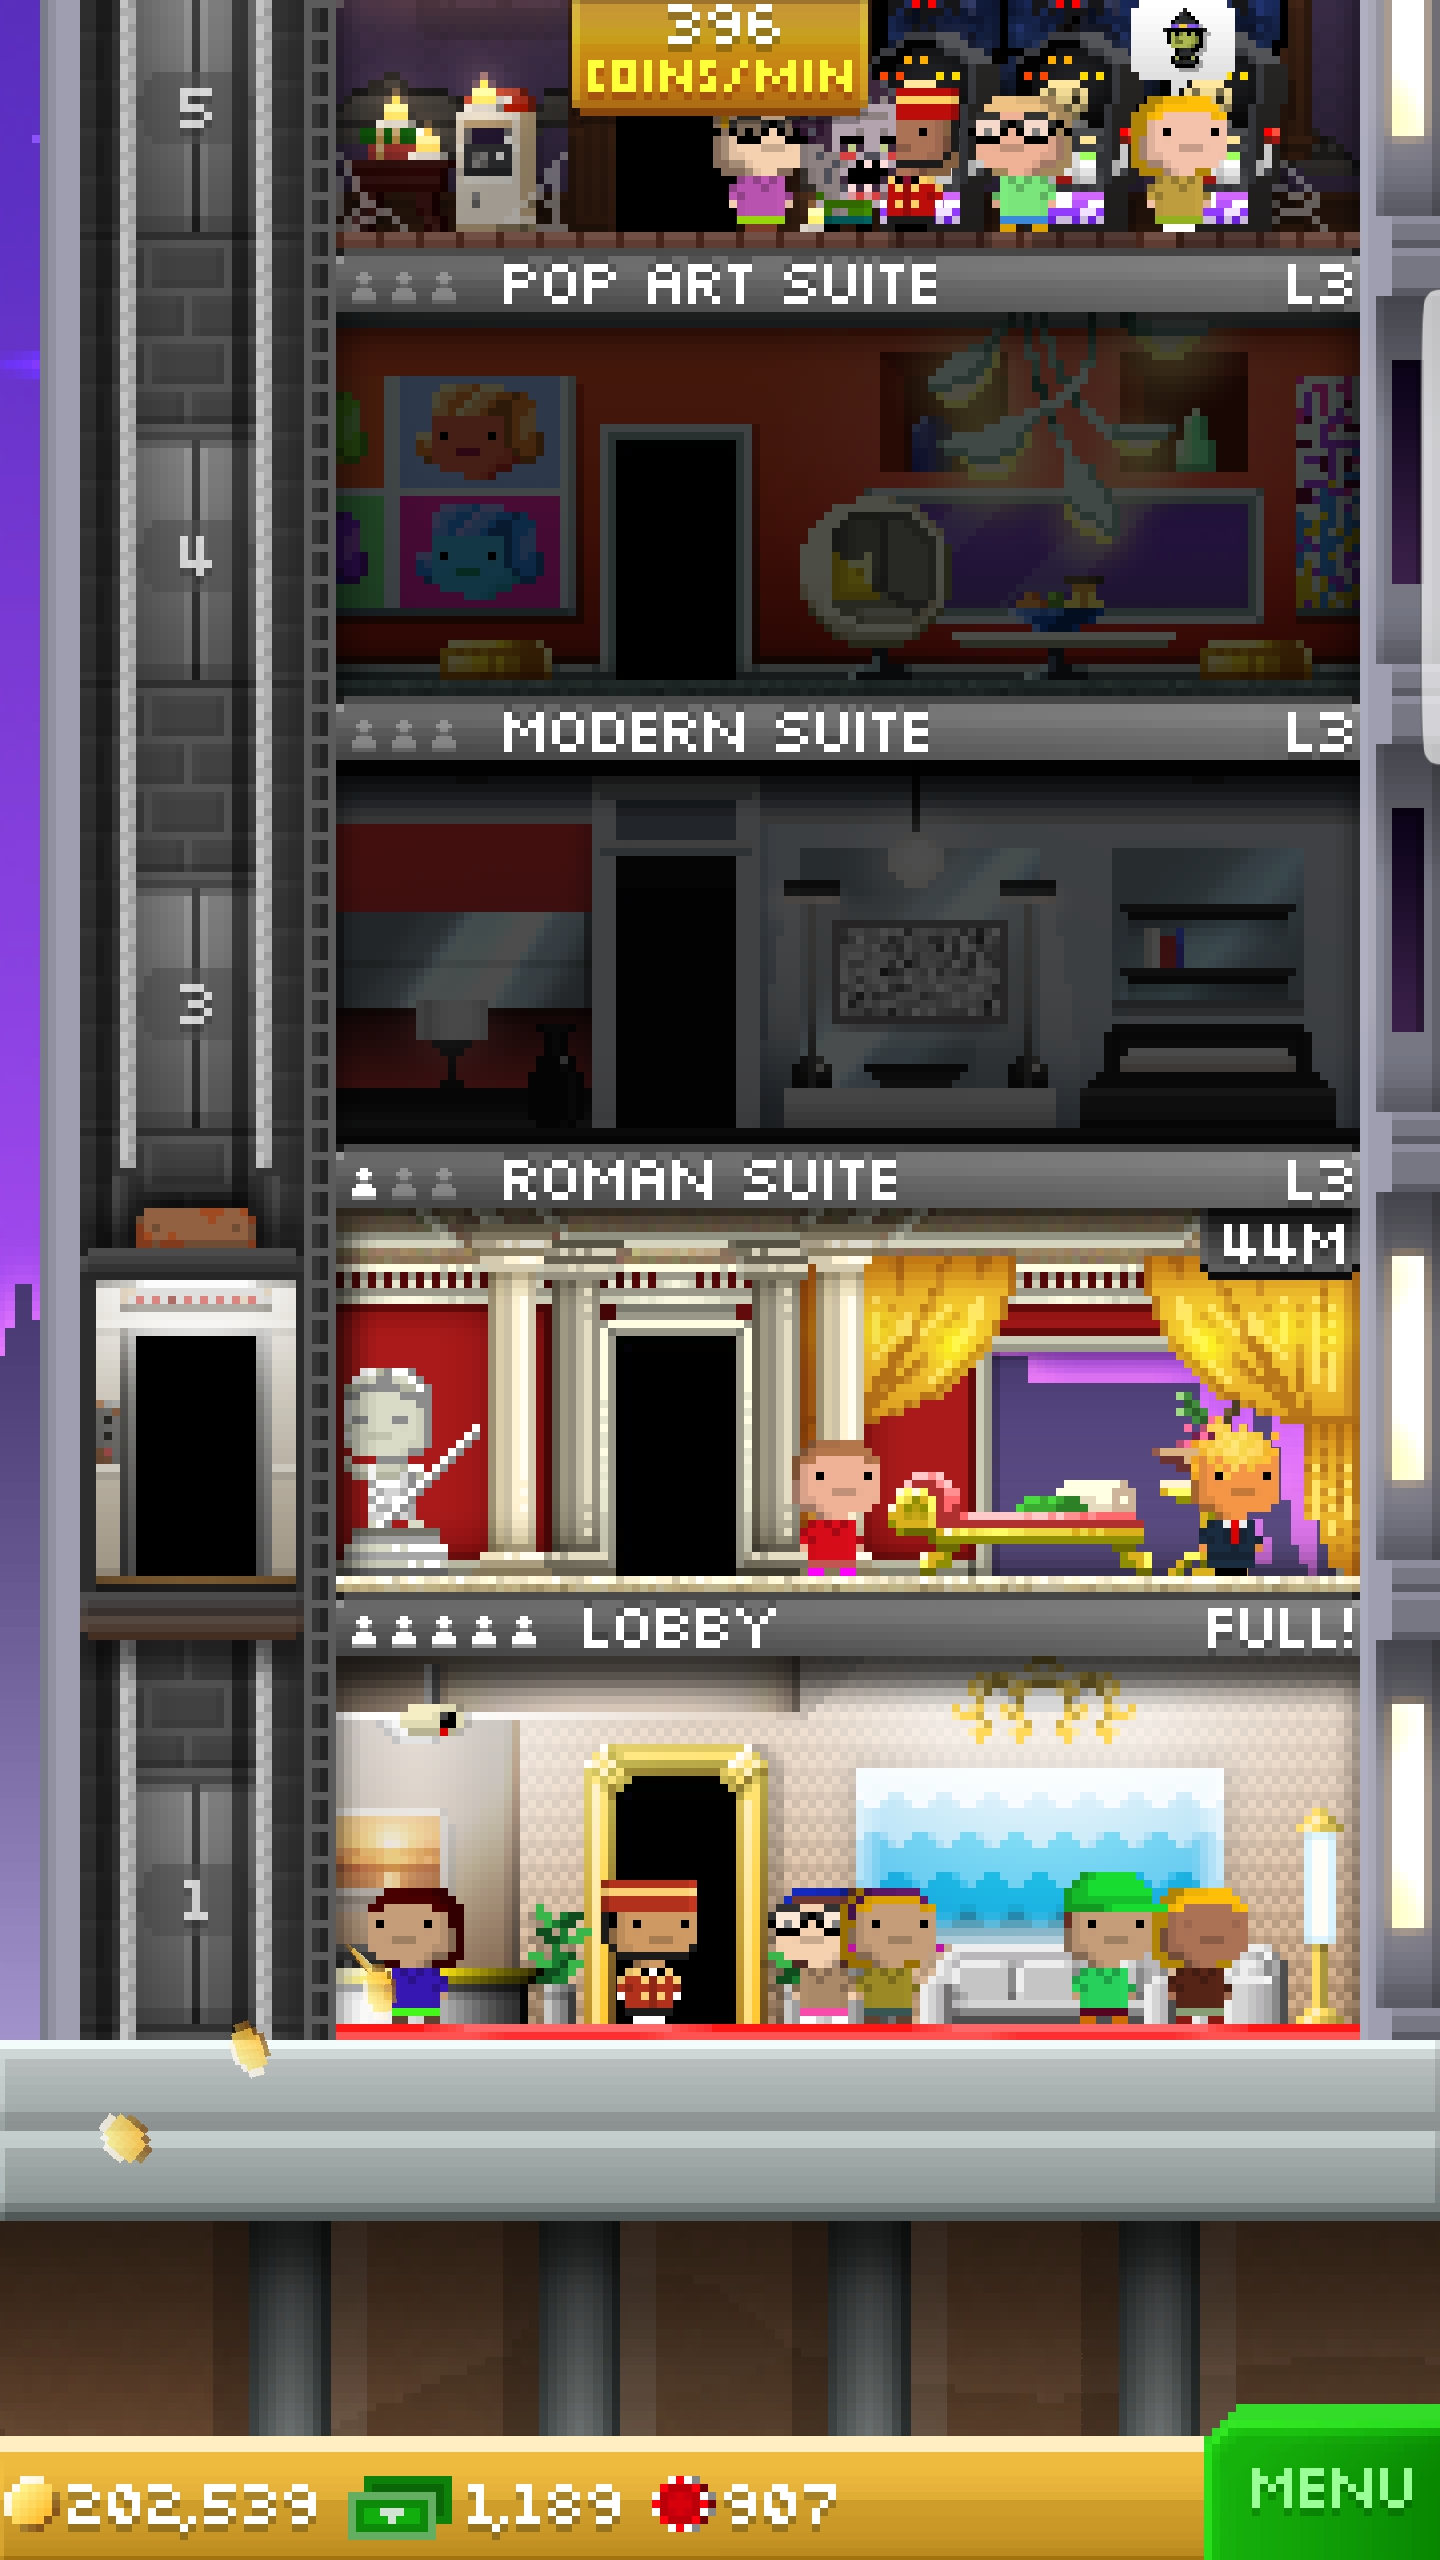 396
COINS/MIN
5
POP ART SUITE L3
4
MODERN SUITE L3
3
ROMAN SUITE L3
44M
LOBBY FULL!
1
202,539 1,189 907
MENU